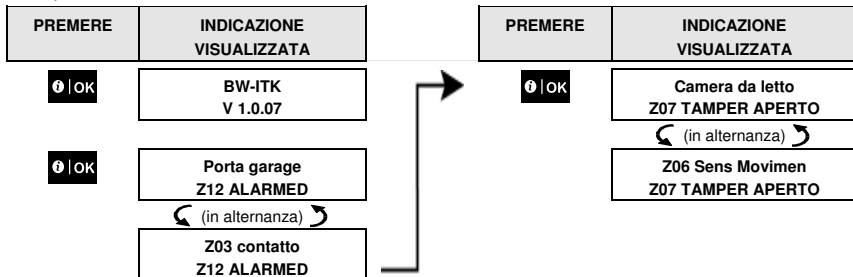 PREMERE
INDICAZIONE
VISUALIZZATA
i|OK
BW-ITK
V 1.0.07
i|OK
Porta garage
Z12 ALARMED
(in alternanza)
Z03 contatto
Z12 ALARMED
PREMERE
INDICAZIONE
VISUALIZZATA
i|OK
Camera da letto
Z07 TAMPER APERTO
(in alternanza)
Z06 Sens Movimen
Z07 TAMPER APERTO